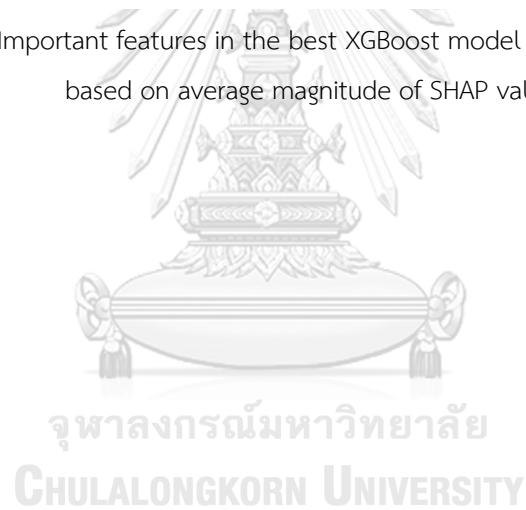 Important features in the best XGBoost model
based on average magnitude of SHAP val
จุฬาลงกรณ์มหาวิทยาลัย
CHULALONGKORN UNIVERSITY